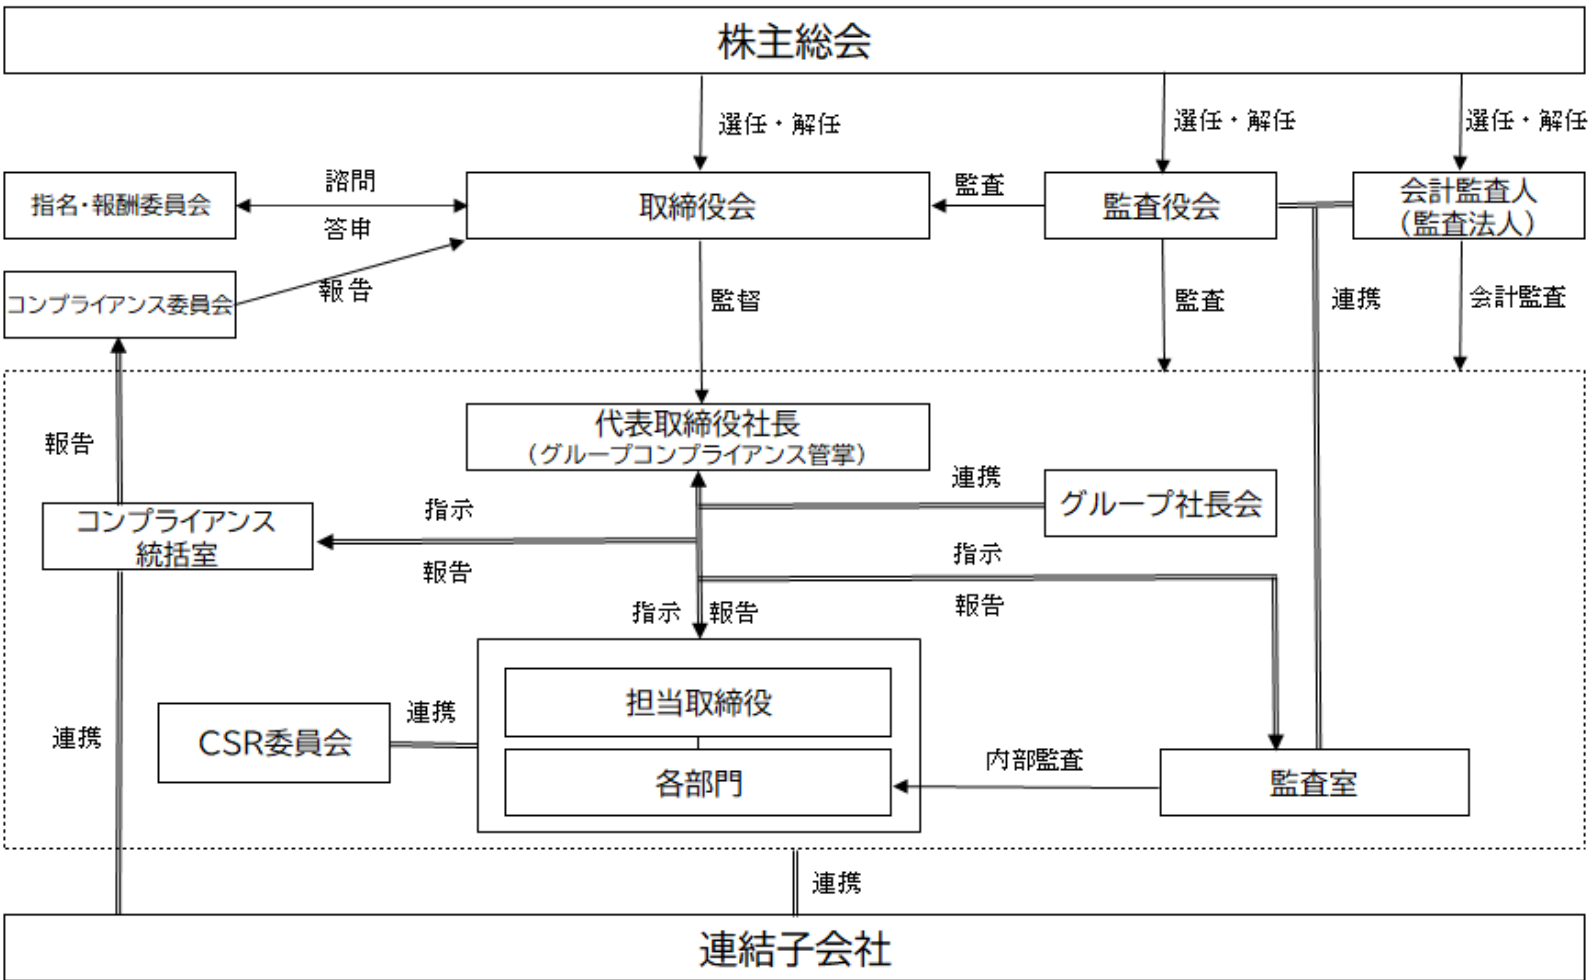 株主総会
選任・解任
選任・解任
選任・解任
指名・報酬委員会
諮問
答申
取締役会
監査
監査役会
会計監査人
（監査法人）
コンプライアンス委員会
報告
監督
監査
連携
会計監査
代表取締役社長
（グループコンプライアンス管掌）
報告
連携
グループ社長会
コンプライアンス
統括室
指示
報告
指示
報告
指示
報告
担当取締役
CSR委員会
連携
各部門
内部監査
監査室
連携
連携
連結子会社